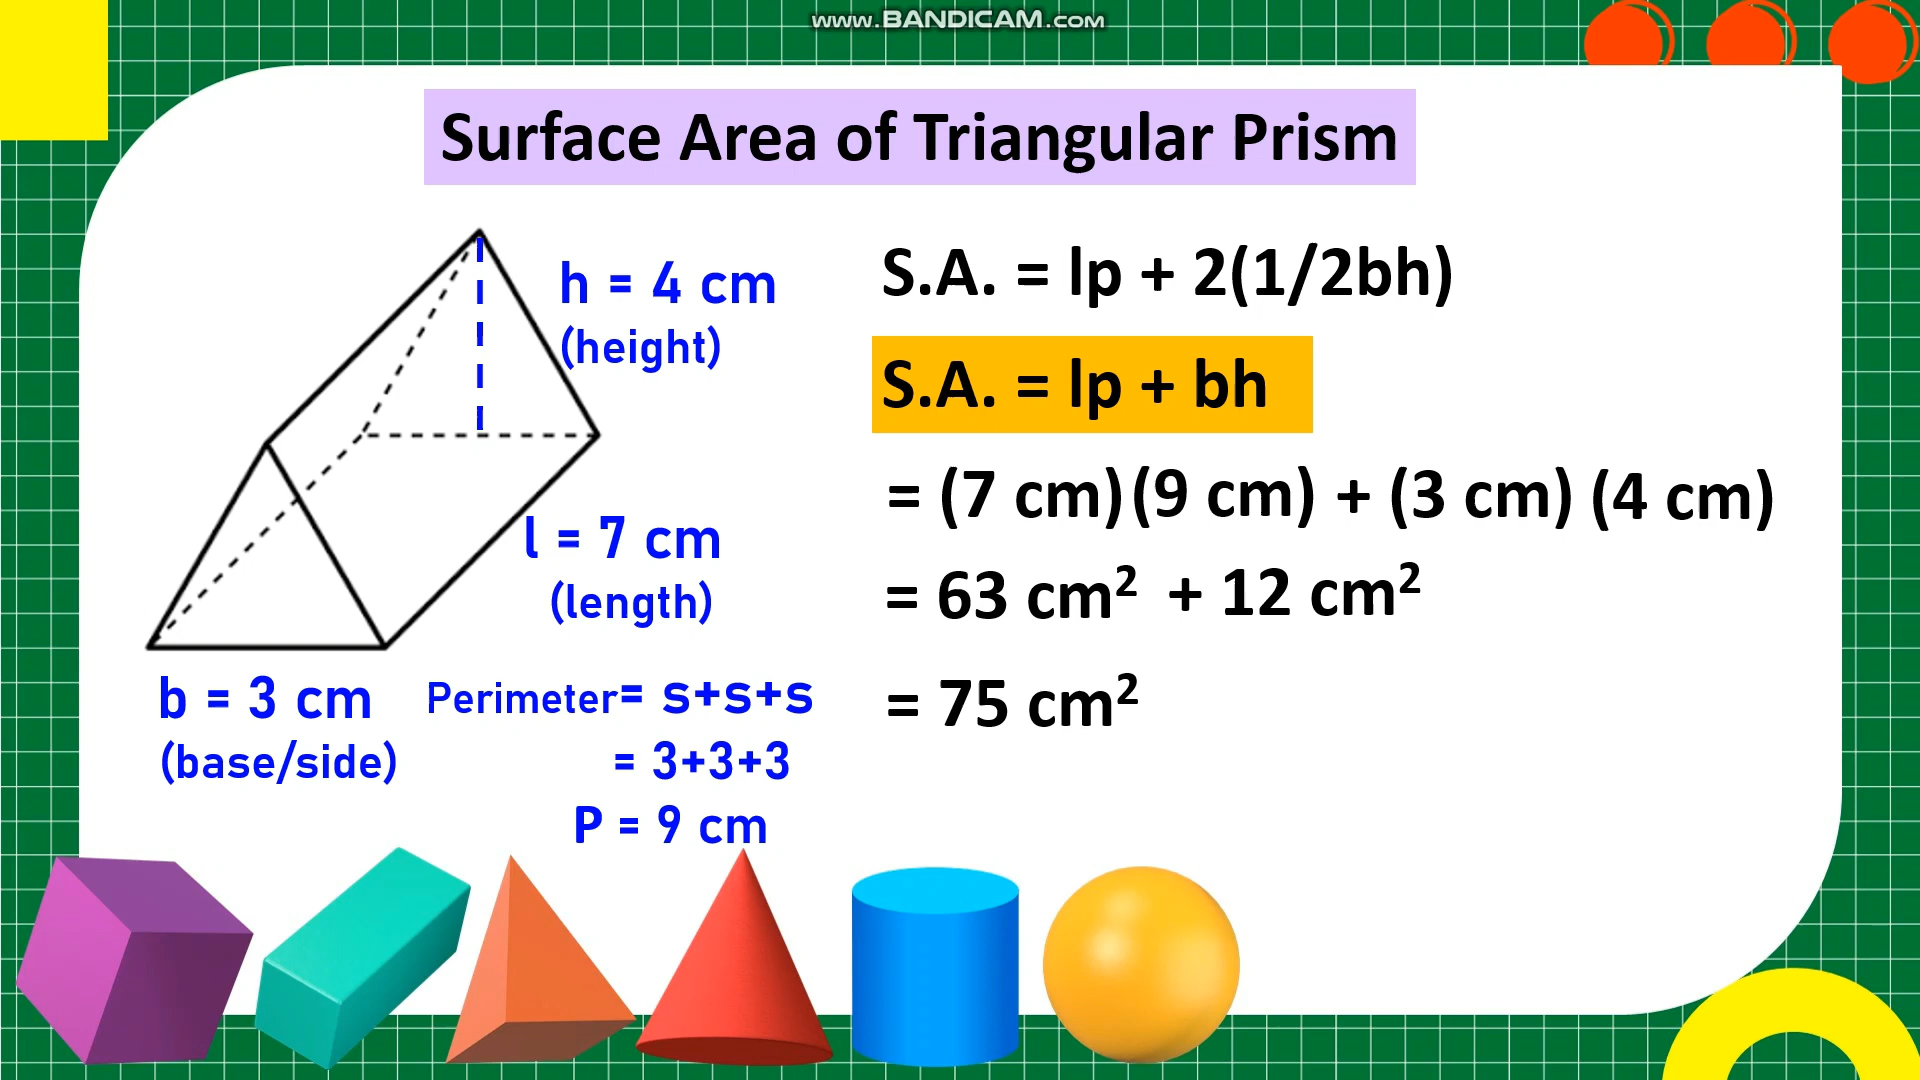 www.BANDICAM.com
Surface Area of Triangular Prism
h = 4 cm
(height)
l = 7 cm
(length)
b = 3 cm
(base/side)
Perimeter= s+s+s
= 3+3+3
P = 9 cm
S.A. = lp + 2(1/2bh)
S.A. = lp + bh
= (7 cm)(9 cm) + (3 cm) (4 cm)
= 63 cm² + 12 cm²
= 75 cm²